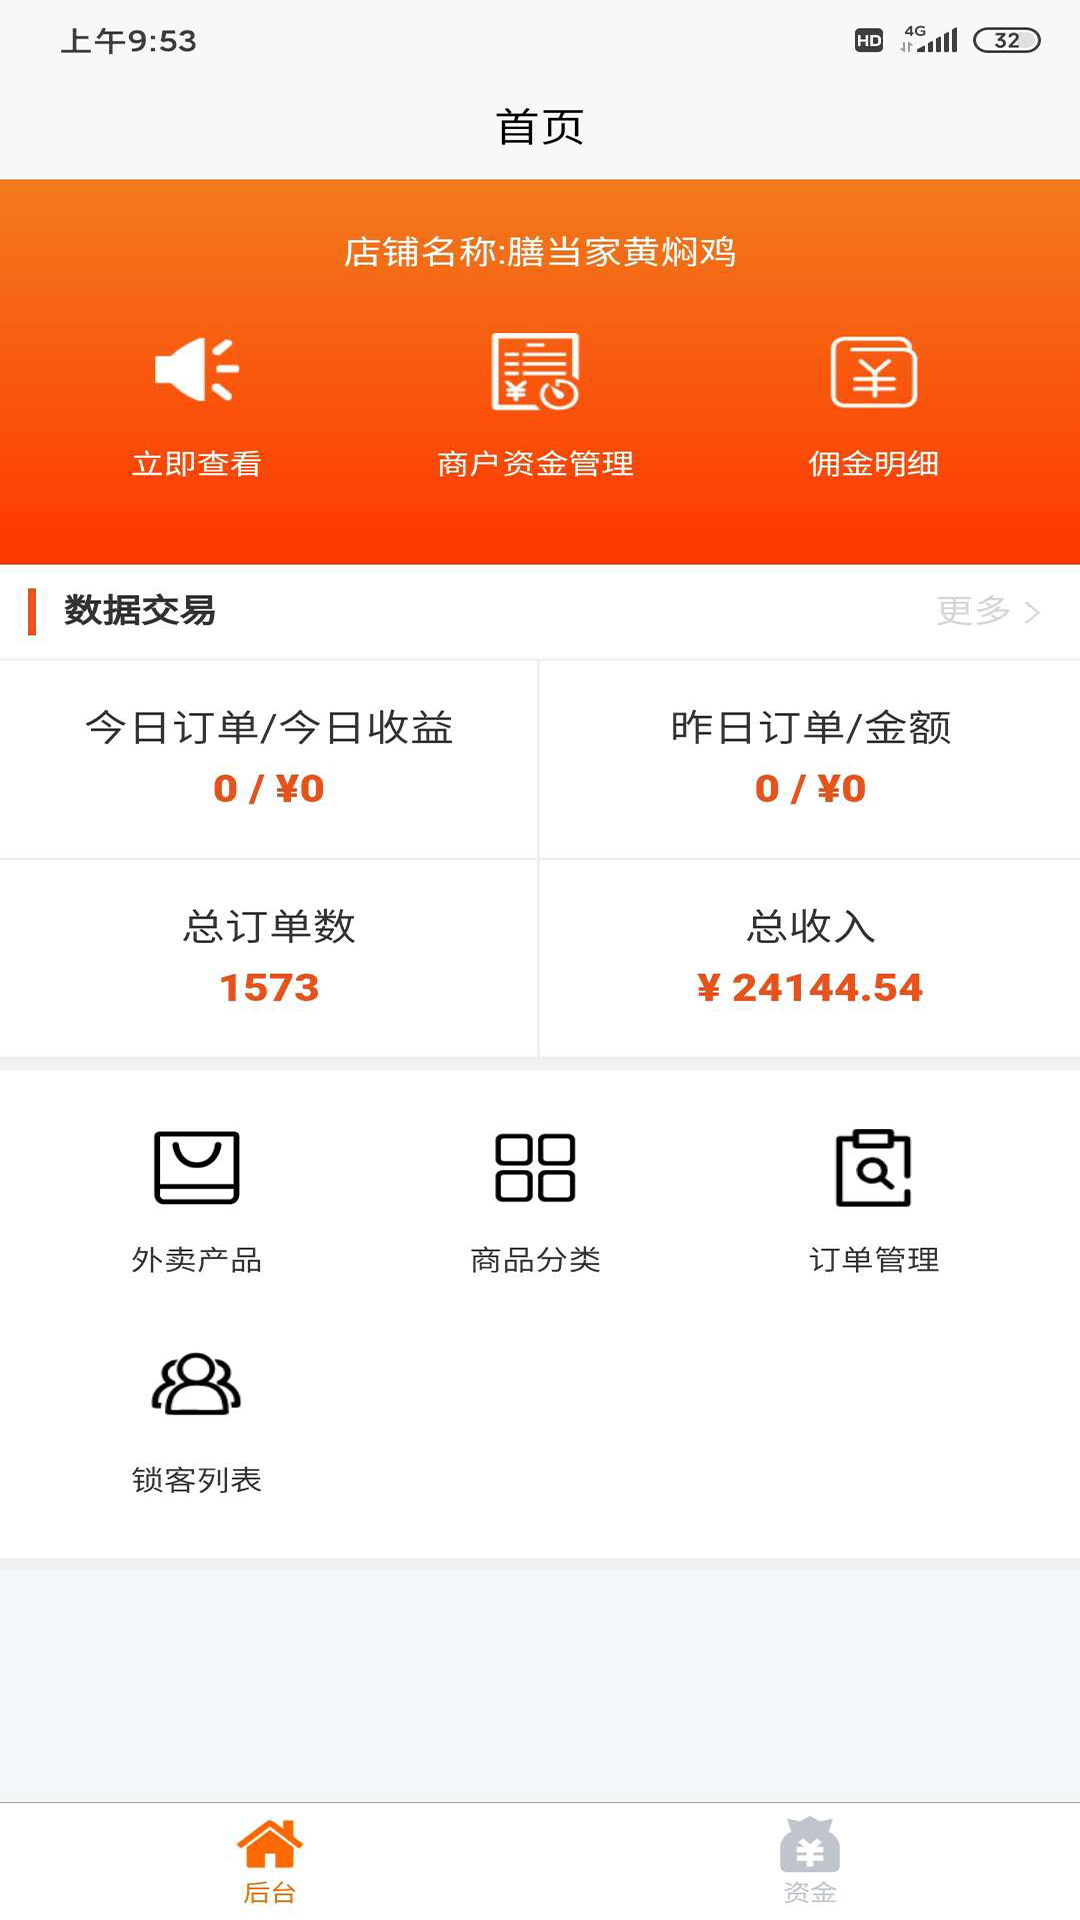 上午9:53
HD 4G 32
首页
店铺名称:膳当家黄焖鸡
立即查看 商户资金管理 佣金明细
数据交易 更多
今日订单/今日收益 昨日订单/金额
0 / ¥0 0 / ¥0
总订单数 总收入
1573 ¥ 24144.54
外卖产品 商品分类 订单管理
锁客列表
后台 资金